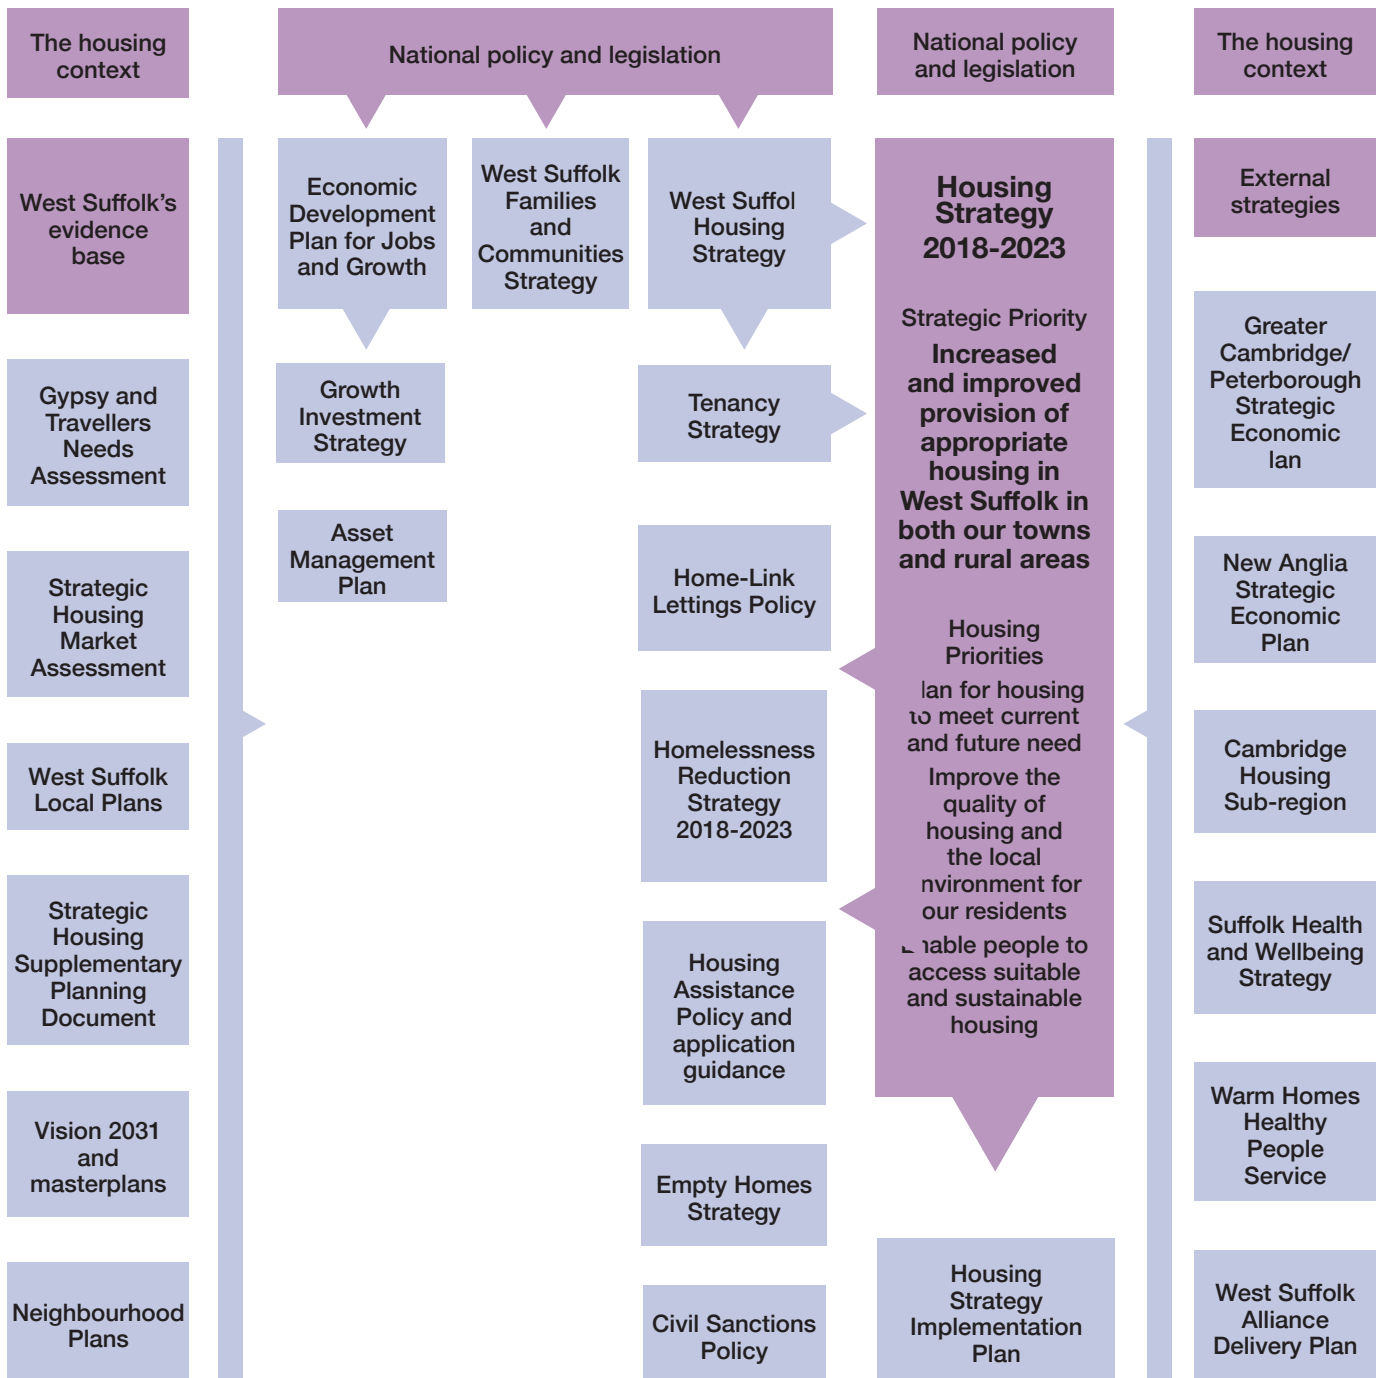 The housing
context
West Suffolk's
evidence
base
Gypsy and
Travellers
Needs
Assessment
Strategic
Housing
Market
Assessment
West Suffolk
Local Plans
Strategic
Housing
Supplementary
Planning
Document
Vision 2031
and
masterplans
Neighbourhood
Plans
National policy and legislation
Economic
Development
Plan for Jobs
and Growth
Growth
Investment
Strategy
Asset
Management
Plan
West Suffolk
Families
and
Communities
Strategy
West Suffol
Housing
Strategy
Tenancy
Strategy
Home-Link
Lettings Policy
Homelessness
Reduction
Strategy
2018-2023
Housing
Assistance
Policy and
application
guidance
Empty Homes
Strategy
Civil Sanctions
Policy
National policy
and legislation
Housing
Strategy
2018-2023
Strategic Priority
Increased
and improved
provision of
appropriate
housing in
West Suffolk in
both our towns
and rural areas
Housing
Priorities
lan for housing
to meet current
and future need
Improve the
quality of
housing and
the local
nvironment for
our residents
nable people to
access suitable
and sustainable
housing
Housing
Strategy
Implementation
Plan
The housing
context
External
strategies
Greater
Cambridge/
Peterborough
Strategic
Economic
lan
New Anglia
Strategic
Economic
Plan
Cambridge
Housing
Sub-region
Suffolk Health
and Wellbeing
Strategy
Warm Homes
Healthy
People
Service
West Suffolk
Alliance
Delivery Plan